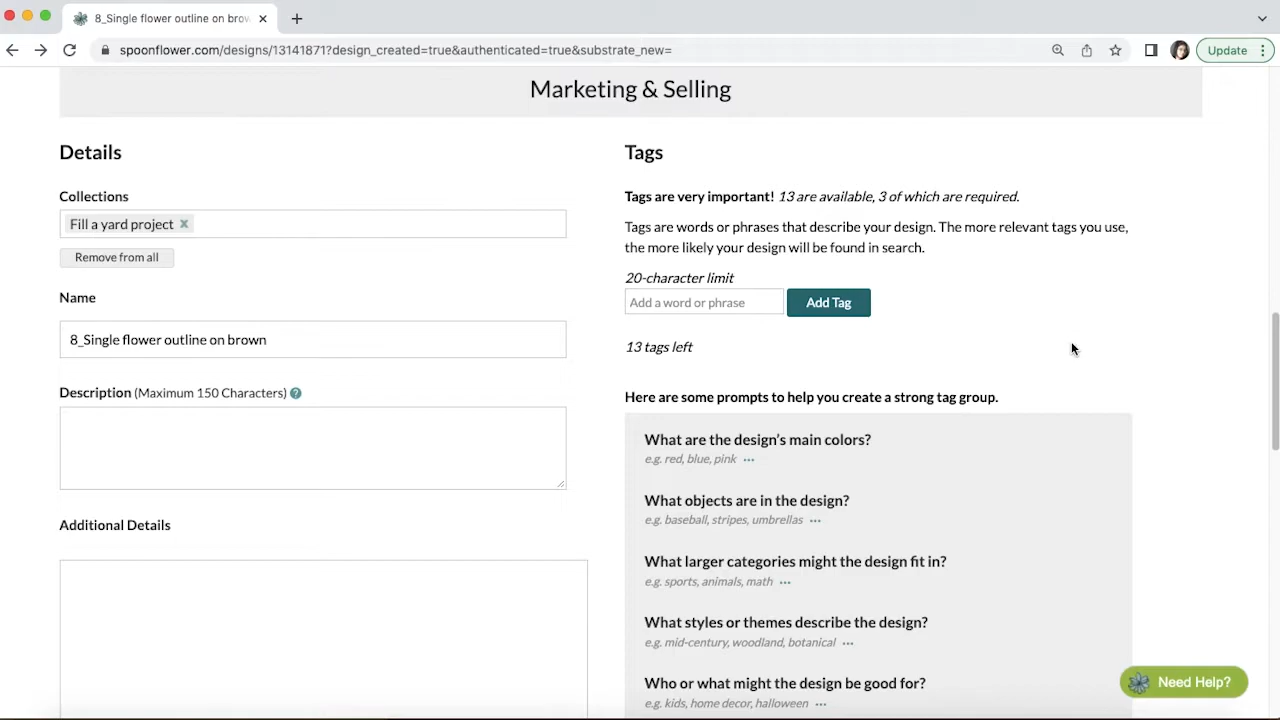 8_Single flower outline on brow
spoonflower.com/designs/13141871?design_created=true&authenticated=true&substrate_new=
Update
Marketing & Selling
Details
Collections
Fill a yard project
Remove from all
Name
8_Single flower outline on brown
Description (Maximum 150 Characters) ?
Additional Details
Tags
Tags are very important! 13 are available, 3 of which are required.
Tags are words or phrases that describe your design. The more relevant tags you use,
the more likely your design will be found in search.
20-character limit
Add a word or phrase
Add Tag
13 tags left
Here are some prompts to help you create a strong tag group.
What are the design's main colors?
e.g. red, blue, pink •••
What objects are in the design?
e.g. baseball, stripes, umbrellas •••
What larger categories might the design fit in?
e.g. sports, animals, math •••
What styles or themes describe the design?
e.g. mid-century, woodland, botanical •••
Who or what might the design be good for?
e.g. kids, home decor, halloween •••
Need Help?